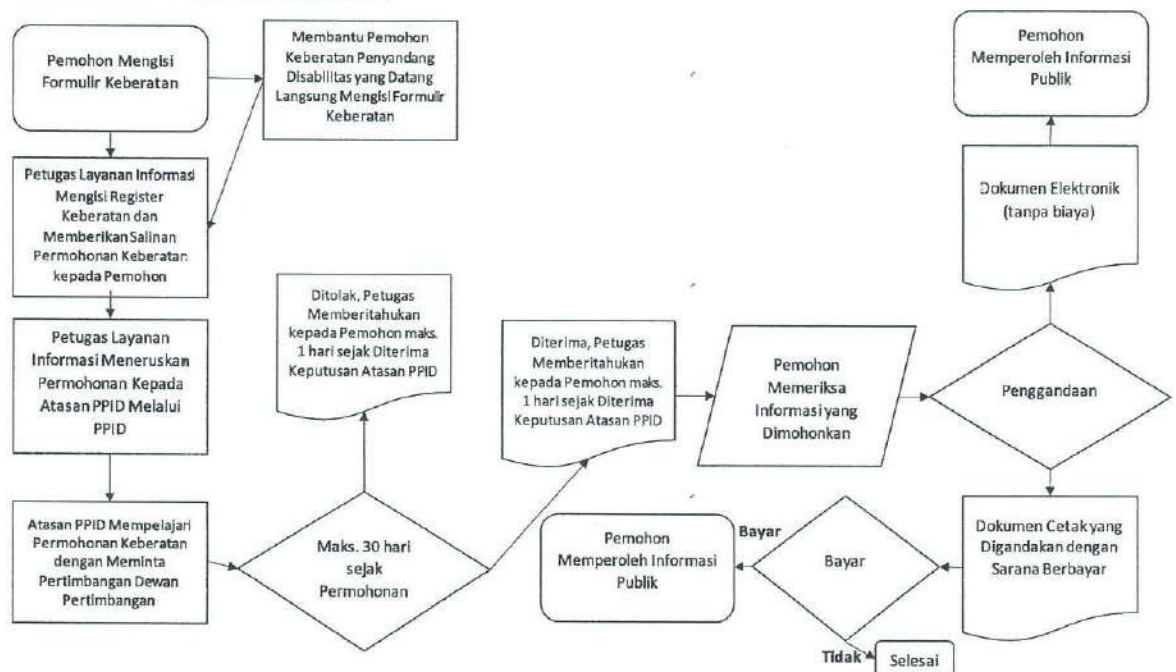 Pemohon Mengisi
Formulir Keberatan
Membantu Pemohon
Keberatan Penyandang
Disabilitas yang Datang
Langsung Mengisi Formulir
Keberatan
Petugas Layanan Informasi
Mengisi Register
Keberatan dan
Memberikan Salinan
Permohonan Keberatan
kepada Pemohon
Petugas Layanan
Informasi Meneruskan
Permohonan Kepada
Atasan PPID Melalui
PPID
Atasan PPID Mempelajari
Permohonan Keberatan
dengan Meminta
Pertimbangan Dewan
Pertimbangan
Maks. 30 hari
sejak
Permohonan
Ditolak, Petugas
Memberitahukan
kepada Pemohon maks.
1 hari sejak Diterima
Keputusan Atasan PPID
Diterima, Petugas
Memberitahukan
kepada Pemohon maks.
1 hari sejak Diterima
Keputusan Atasan PPID
Pemohon
Memeriksa
Informasi yang
Dimohonkan
Penggandaan
Dokumen Elektronik
(tanpa biaya)
Pemohon
Memperoleh Informasi
Publik
Dokumen Cetak yang
Digandakan dengan
Sarana Berbayar
Bayar
Bayar
Pemohon
Memperoleh Informasi
Publik
Tidak
Selesai